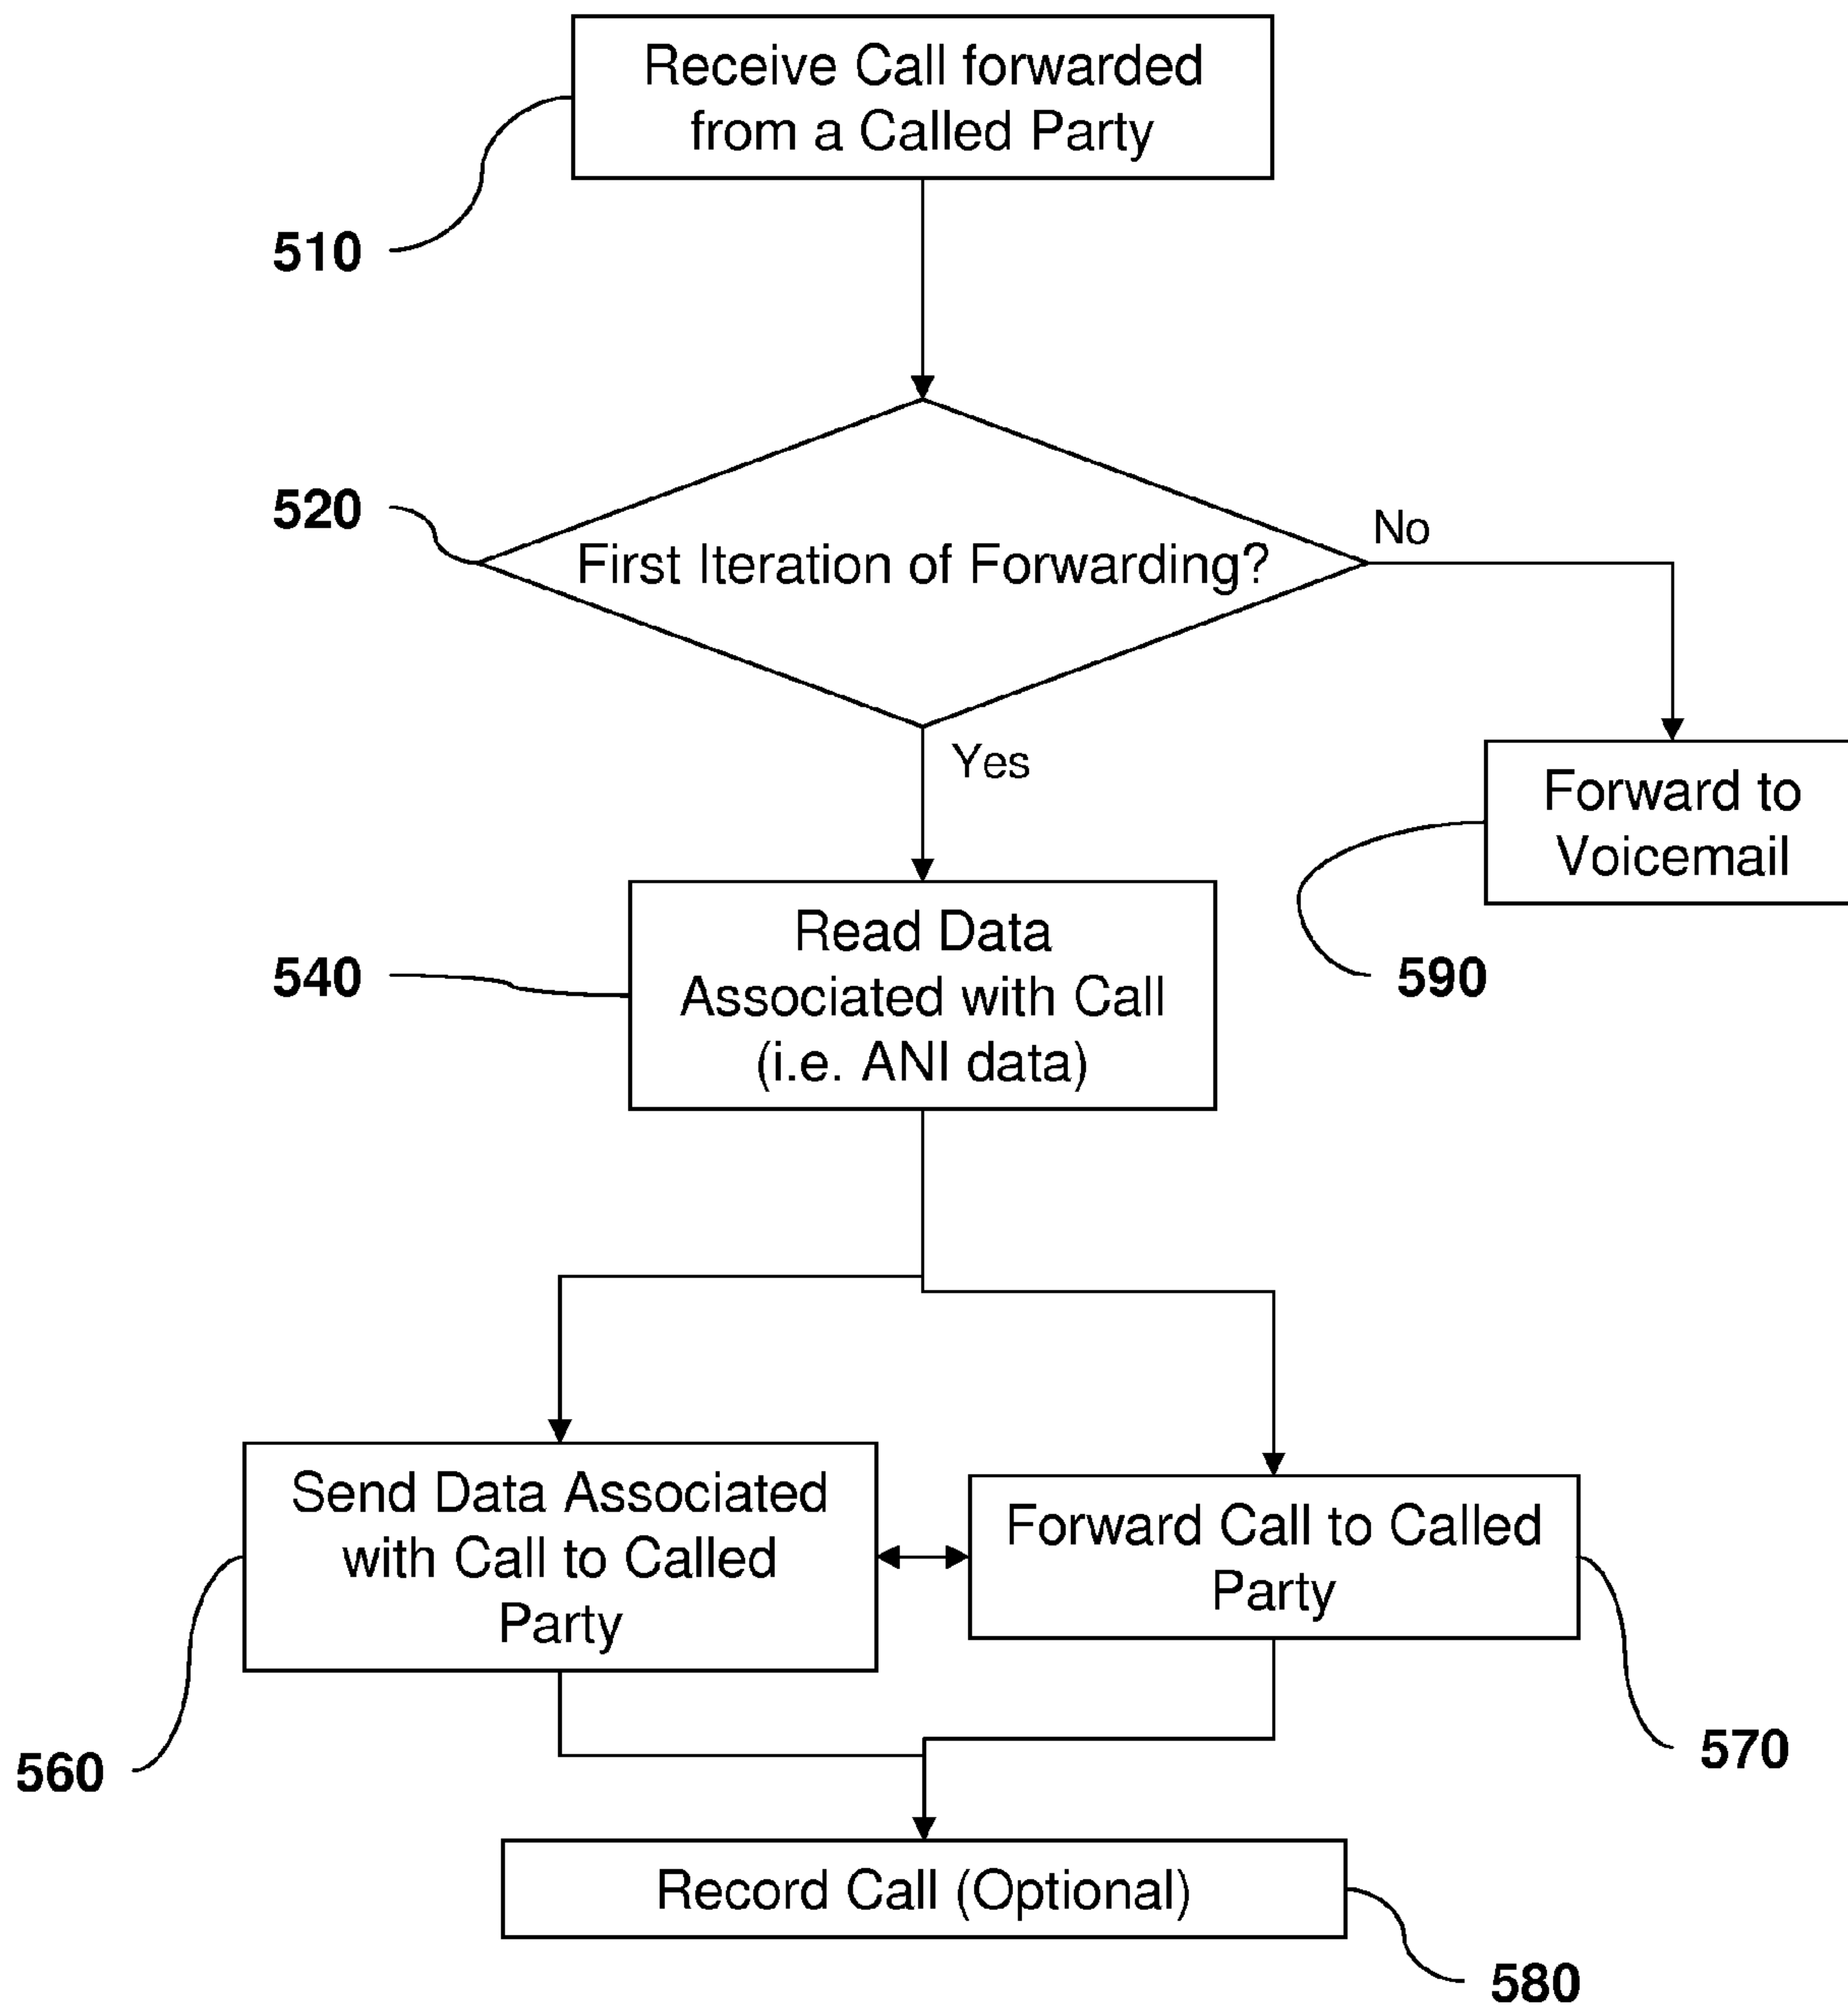 Receive Call forwarded
from a Called Party
510
520
First Iteration of Forwarding?
No
Yes
Forward to
Voicemail
590
Read Data
Associated with Call
(i.e. ANI data)
540
Send Data Associated
with Call to Called
Party
Forward Call to Called
Party
560
570
Record Call (Optional)
580